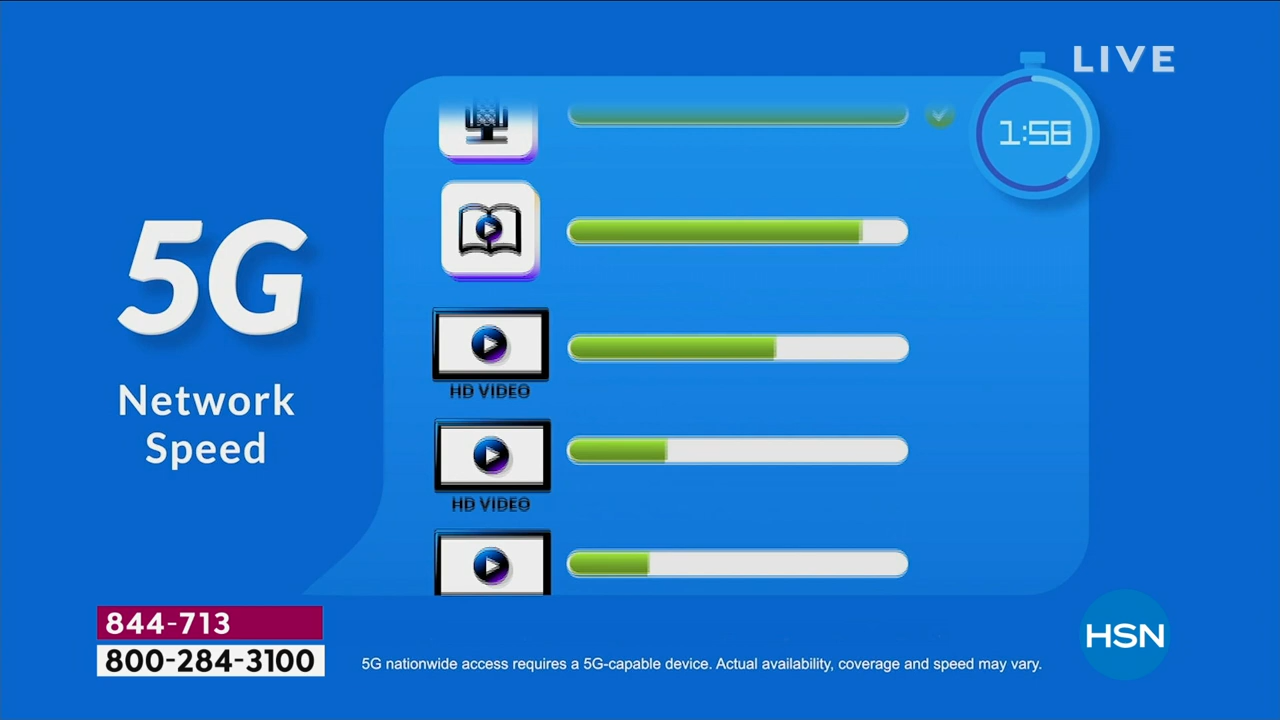 LIVE
1:58
5G
Network
Speed
HD VIDEO
HD VIDEO
844-713
800-284-3100
5G nationwide access requires a 5G-capable device. Actual availability, coverage and speed may vary.
HSN